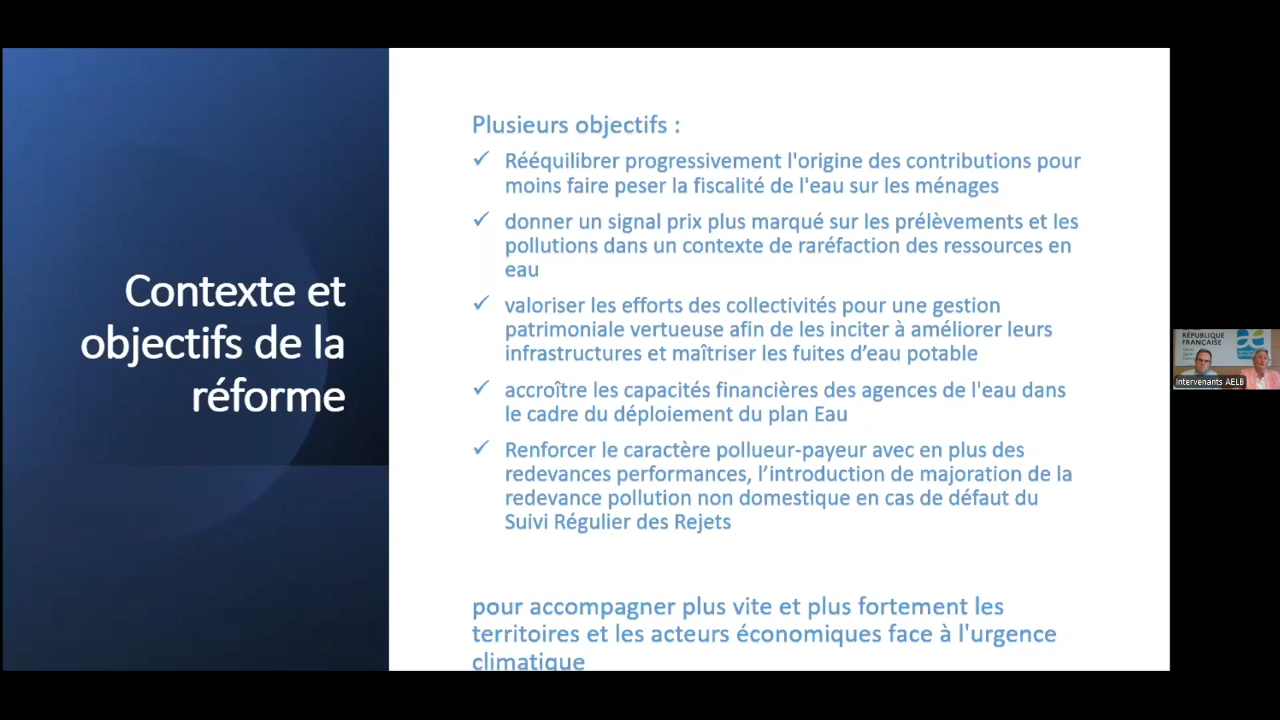 Contexte et
objectifs de la
réforme
Plusieurs objectifs :
✓ Rééquilibrer progressivement l'origine des contributions pour
moins faire peser la fiscalité de l'eau sur les ménages
✓ donner un signal prix plus marqué sur les prélèvements et les
pollutions dans un contexte de raréfaction des ressources en
eau
✓ valoriser les efforts des collectivités pour une gestion
patrimoniale vertueuse afin de les inciter à améliorer leurs
infrastructures et maîtriser les fuites d’eau potable
✓ accroître les capacités financières des agences de l'eau dans
le cadre du déploiement du plan Eau
✓ Renforcer le caractère pollueur-payeur avec en plus des
redevances performances, l’introduction de majoration de la
redevance pollution non domestique en cas de défaut du
Suivi Régulier des Rejets
pour accompagner plus vite et plus fortement les
territoires et les acteurs économiques face à l'urgence
climatique
RÉPUBLIQUE
FRANÇAISE
Intervenants AELB